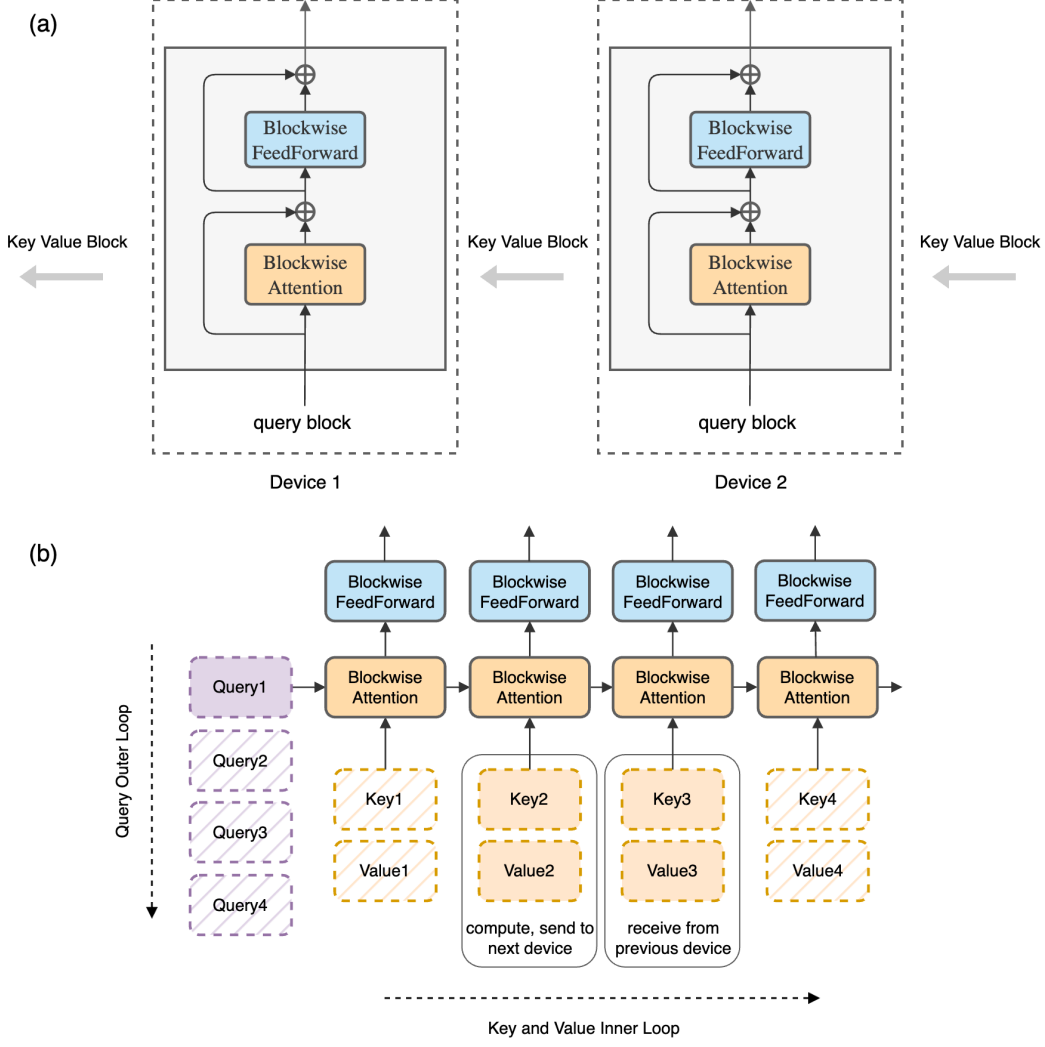 (a)
Blockwise
FeedForward
Blockwise
FeedForward
Key Value Block
Key Value Block
Key Value Block
Blockwise
Attention
Blockwise
Attention
query block
query block
Device 1
Device 2
(b)
Blockwise
FeedForward
Blockwise
FeedForward
Blockwise
FeedForward
Blockwise
FeedForward
Query Outer Loop
Query1
Query2
Query3
Query4
Blockwise
Attention
Blockwise
Attention
Blockwise
Attention
Blockwise
Attention
Key1
Value1
Key2
Value2
compute, send to
next device
Key3
Value3
receive from
previous device
Key4
Value4
Key and Value Inner Loop